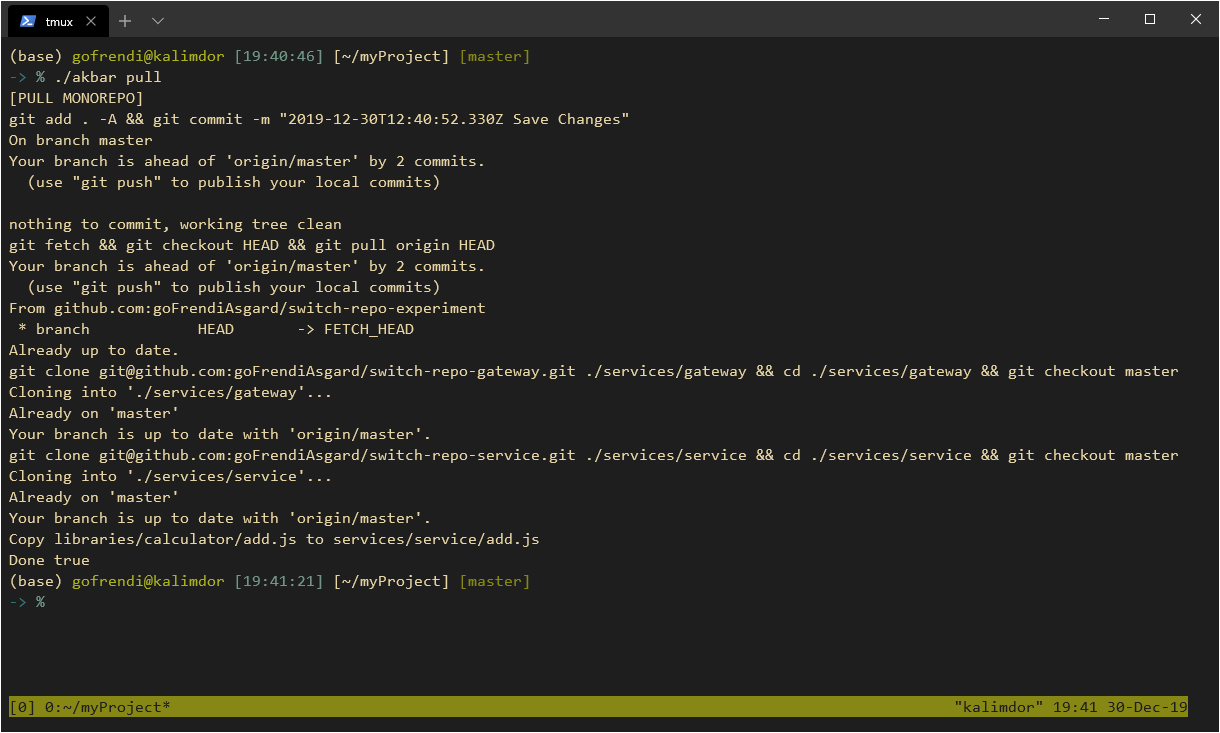 tmux
(base) gofrendi@kalimdor [19:40:46] [~/myProject] [master]
-> % ./akbar pull
[PULL MONOREPO]
git add . -A && git commit -m "2019-12-30T12:40:52.330Z Save Changes"
On branch master
Your branch is ahead of 'origin/master' by 2 commits.
  (use "git push" to publish your local commits)

nothing to commit, working tree clean
git fetch && git checkout HEAD && git pull origin HEAD
Your branch is ahead of 'origin/master' by 2 commits.
  (use "git push" to publish your local commits)
From github.com:goFrendiAsgard/switch-repo-experiment
 * branch            HEAD       -> FETCH_HEAD
Already up to date.
git clone git@github.com:goFrendiAsgard/switch-repo-gateway.git ./services/gateway && cd ./services/gateway && git checkout master
Cloning into './services/gateway'...
Already on 'master'
Your branch is up to date with 'origin/master'.
git clone git@github.com:goFrendiAsgard/switch-repo-service.git ./services/service && cd ./services/service && git checkout master
Cloning into './services/service'...
Already on 'master'
Your branch is up to date with 'origin/master'.
Copy libraries/calculator/add.js to services/service/add.js
Done true
(base) gofrendi@kalimdor [19:41:21] [~/myProject] [master]
-> %
[0] 0:~/myProject* "kalimdor" 19:41 30-Dec-19